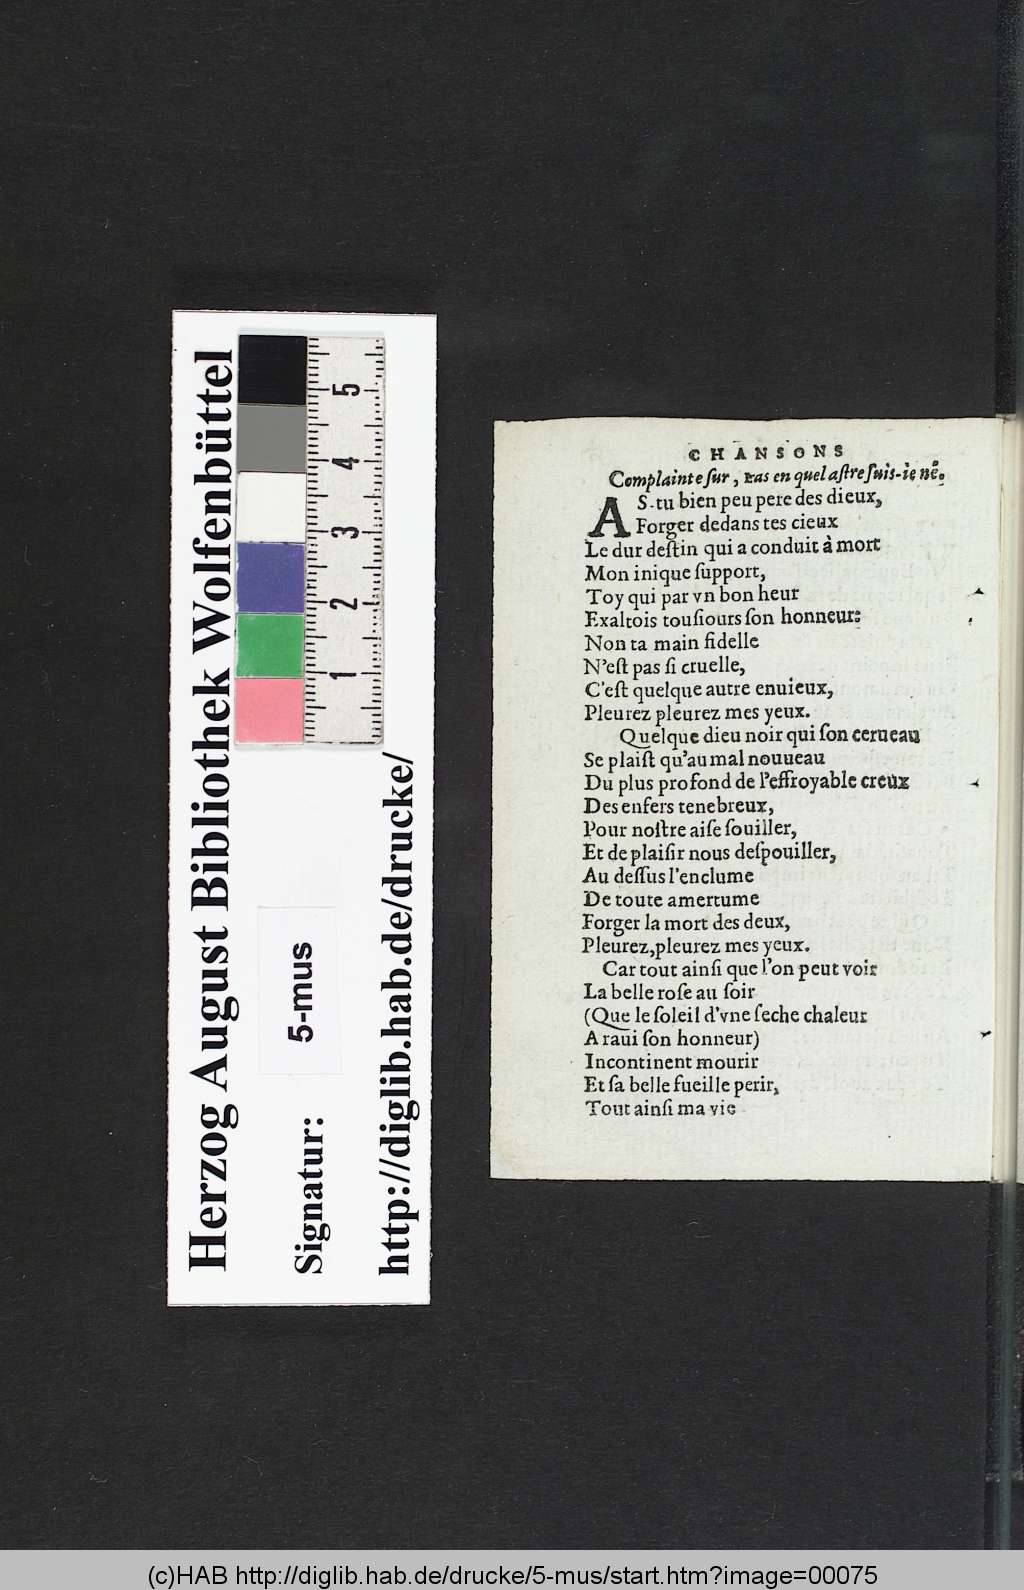 Herzog August Bibliothek Wolfenbüttel
Signatur:
5-mus
http://diglib.hab.de/drucke/
1 2 3 4 5
CHANSONS
Complainte ſur, Las en quel aſtre ſuis-ie né.
AS-tu bien peu pere des dieux,
Forger dedans tes cieux
Le dur deſtin qui a conduit à mort
Mon inique ſupport,
Toy qui par vn bon heur
Exaltois touſiours ſon honneur:
Non ta main fidelle
N'eſt pas ſi cruelle,
C'eſt quelque autre enuieux,
Pleurez pleurez mes yeux.
Quelque dieu noir qui ſon cerueau
Se plaiſt qu'au mal nouueau
Du plus profond de l'effroyable creux
Des enfers tenebreux,
Pour noſtre aiſe ſouiller,
Et de plaiſir nous deſpouiller,
Au deſſus l'enclume
De toute amertume
Forger la mort des deux,
Pleurez, pleurez mes yeux.
Car tout ainſi que l'on peut voir
La belle roſe au ſoir
(Que le ſoleil d'vne ſeche chaleur
A raui ſon honneur)
Incontinent mourir
Et ſa belle fueille perir,
Tout ainſi ma vie
(c)HAB http://diglib.hab.de/drucke/5-mus/start.htm?image=00075